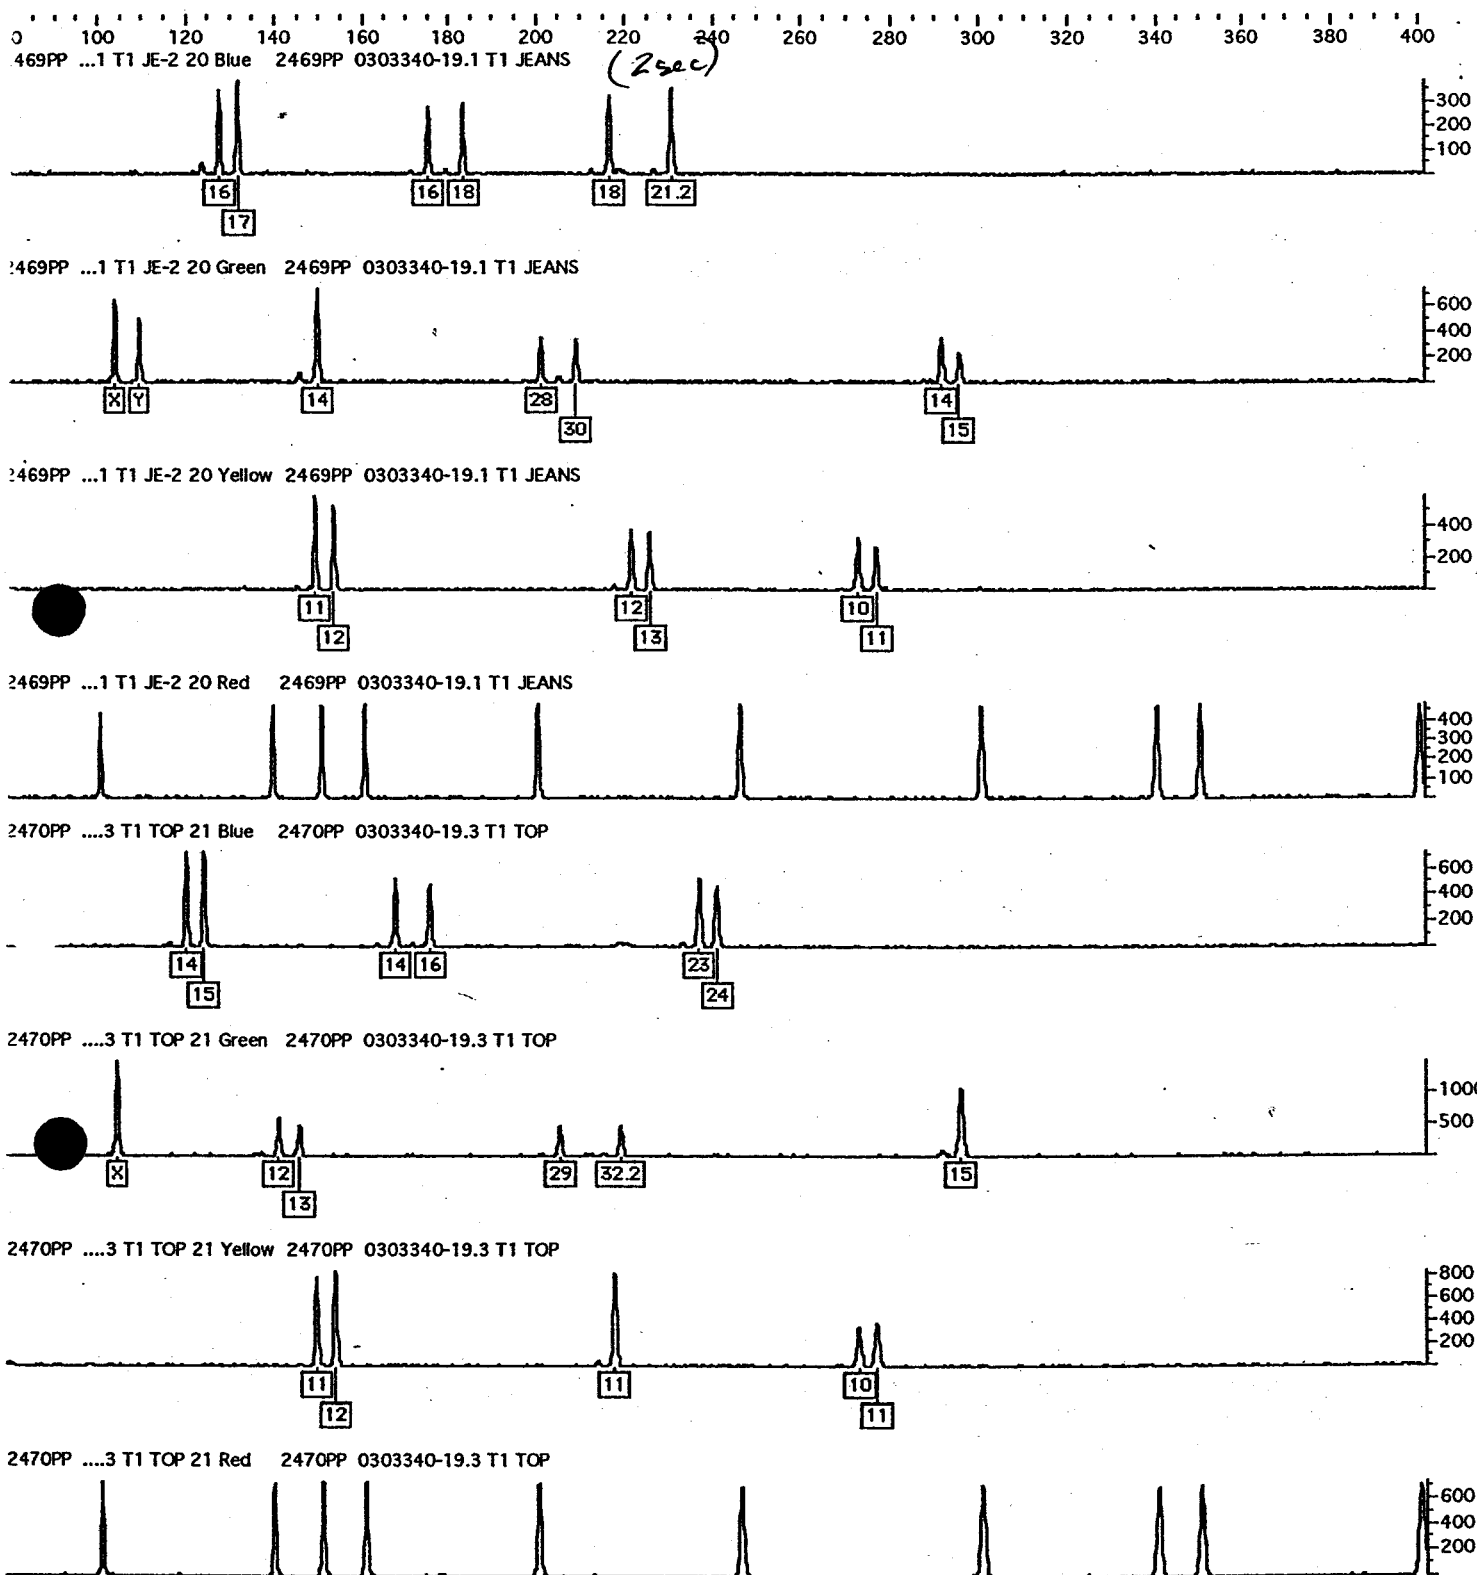 0 100 120 140 160 180 200 220 240 260 280 300 320 340 360 380 400
469PP ...1 T1 JE-2 20 Blue 2469PP 0303340-19.1 T1 JEANS (2sec)
300
200
100
16 16 18 18 21.2
17
2469PP ...1 T1 JE-2 20 Green 2469PP 0303340-19.1 T1 JEANS
600
400
200
X Y 14 28 14
30 15
2469PP ...1 T1 JE-2 20 Yellow 2469PP 0303340-19.1 T1 JEANS
400
200
11 12 10
12 13 11
2469PP ...1 T1 JE-2 20 Red 2469PP 0303340-19.1 T1 JEANS
400
300
200
100
2470PP ....3 T1 TOP 21 Blue 2470PP 0303340-19.3 T1 TOP
600
400
200
14 14 16 23
15 24
2470PP ....3 T1 TOP 21 Green 2470PP 0303340-19.3 T1 TOP
1000
500
X 12 29 32.2 15
13
2470PP ....3 T1 TOP 21 Yellow 2470PP 0303340-19.3 T1 TOP
800
600
400
200
11 11 10
12 11
2470PP ....3 T1 TOP 21 Red 2470PP 0303340-19.3 T1 TOP
600
400
200